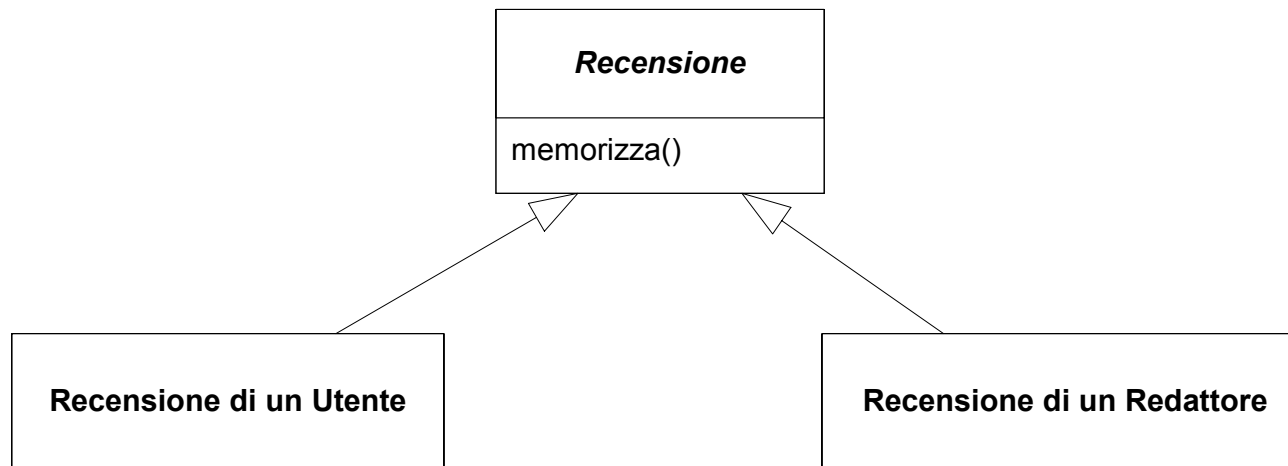 Recensione
memorizza()
Recensione di un Utente
Recensione di un Redattore